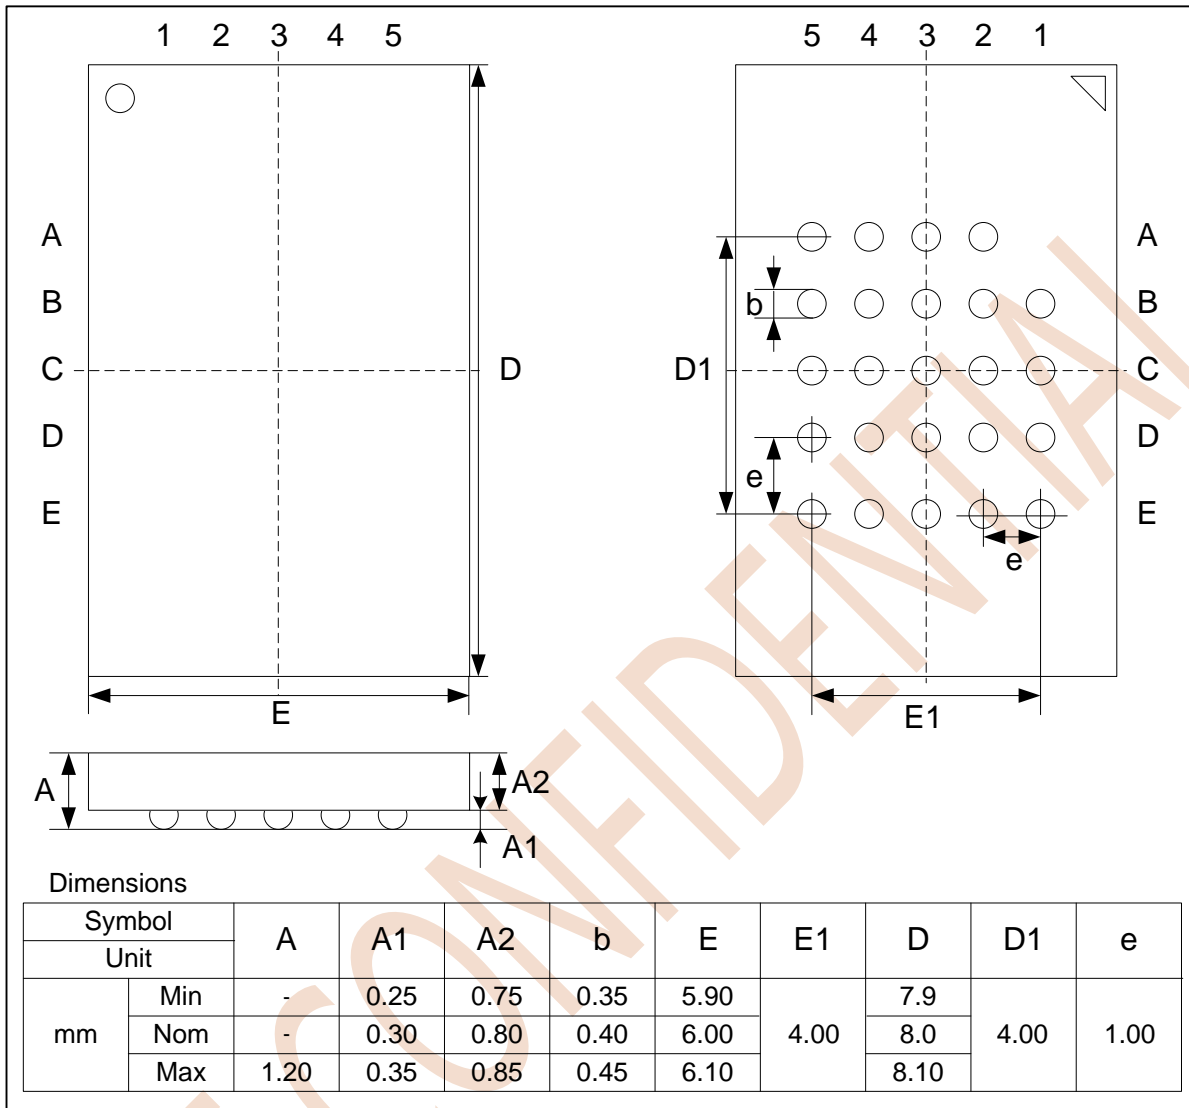 1 2 3 4 5
5 4 3 2 1
A
B
C
D
E
D
E
D1
b
e
e
E1
A
B
C
D
E
A
A2
A1
Dimensions
Symbol A A1 A2 b E E1 D D1 e
Unit
mm Min - 0.25 0.75 0.35 5.90 4.00 7.9 4.00 1.00
Nom - 0.30 0.80 0.40 6.00 8.0
Max 1.20 0.35 0.85 0.45 6.10 8.10
CONFIDENTIAL